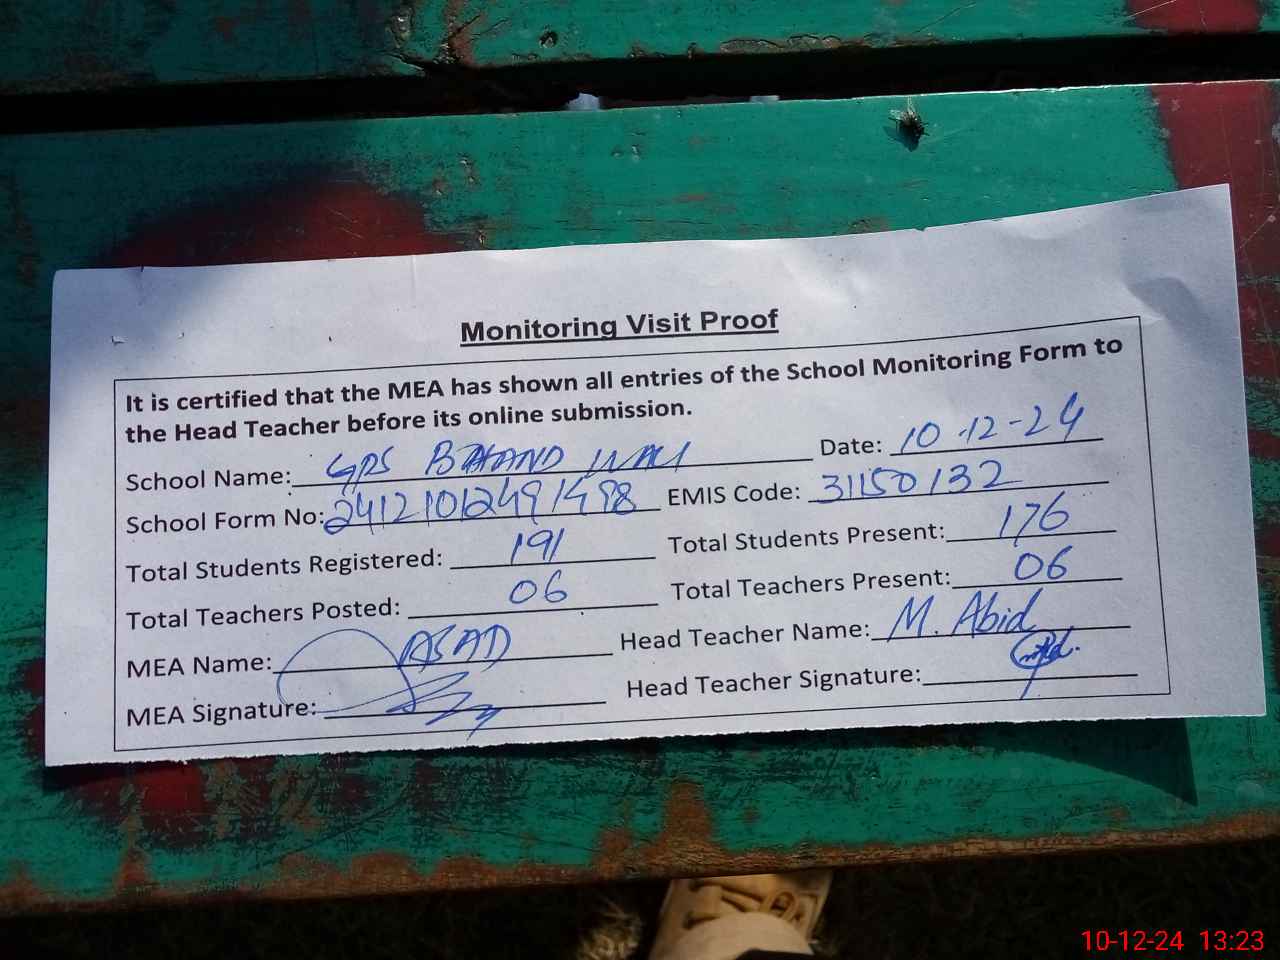 Monitoring Visit Proof
It is certified that the MEA has shown all entries of the School Monitoring Form to
the Head Teacher before its online submission.
School Name: GPS Date: 10-12-24
School Form No: 24121012491498 EMIS Code: 31150132
Total Students Registered: 191 Total Students Present: 176
Total Teachers Posted: 06 Total Teachers Present: 06
MEA Name: ASAD Head Teacher Name: M. Abid
MEA Signature: Head Teacher Signature:
10-12-24 13:23